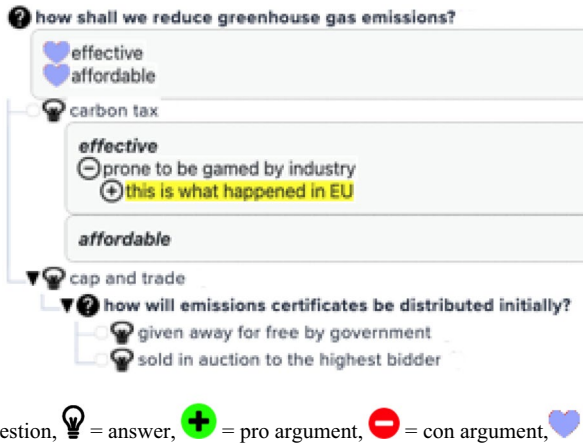 how shall we reduce greenhouse gas emissions?
effective
affordable
carbon tax
effective
prone to be gamed by industry
this is what happened in EU
affordable
cap and trade
how will emissions certificates be distributed initially?
given away for free by government
sold in auction to the highest bidder
estion, = answer, = pro argument, = con argument,